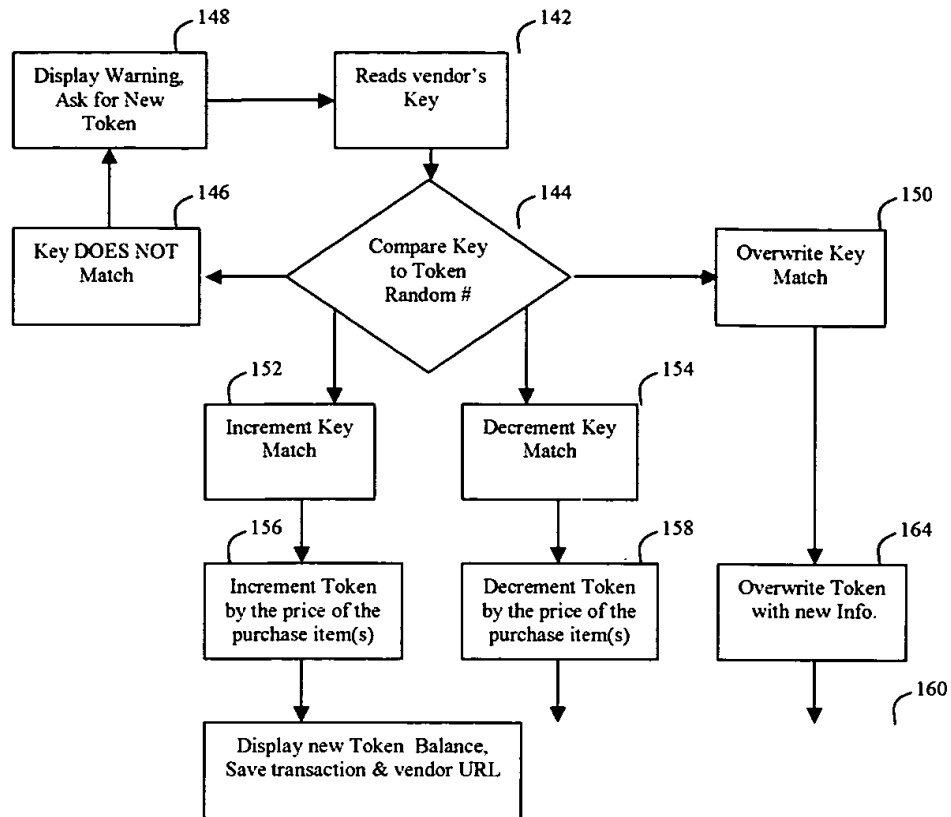 148
142
Display Warning,
Ask for New
Token
Reads vendor's
Key
146
144
150
Key DOES NOT
Match
Compare Key
to Token
Random #
Overwrite Key
Match
152
154
Increment Key
Match
Decrement Key
Match
156
158
164
Increment Token
by the price of the
purchase item(s)
Decrement Token
by the price of the
purchase item(s)
Overwrite Token
with new Info.
160
Display new Token Balance,
Save transaction & vendor URL